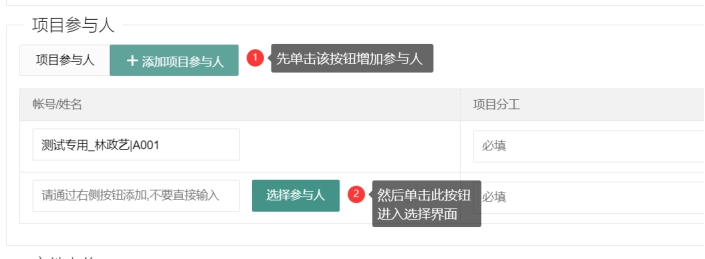 项目参与人
项目参与人
+ 添加项目参与人
1
先单击该按钮增加参与人
帐号/姓名
项目分工
测试专用_林政艺|A001
必填
请通过右侧按钮添加,不要直接输入
选择参与人
2
然后单击此按钮
进入选择界面
必填